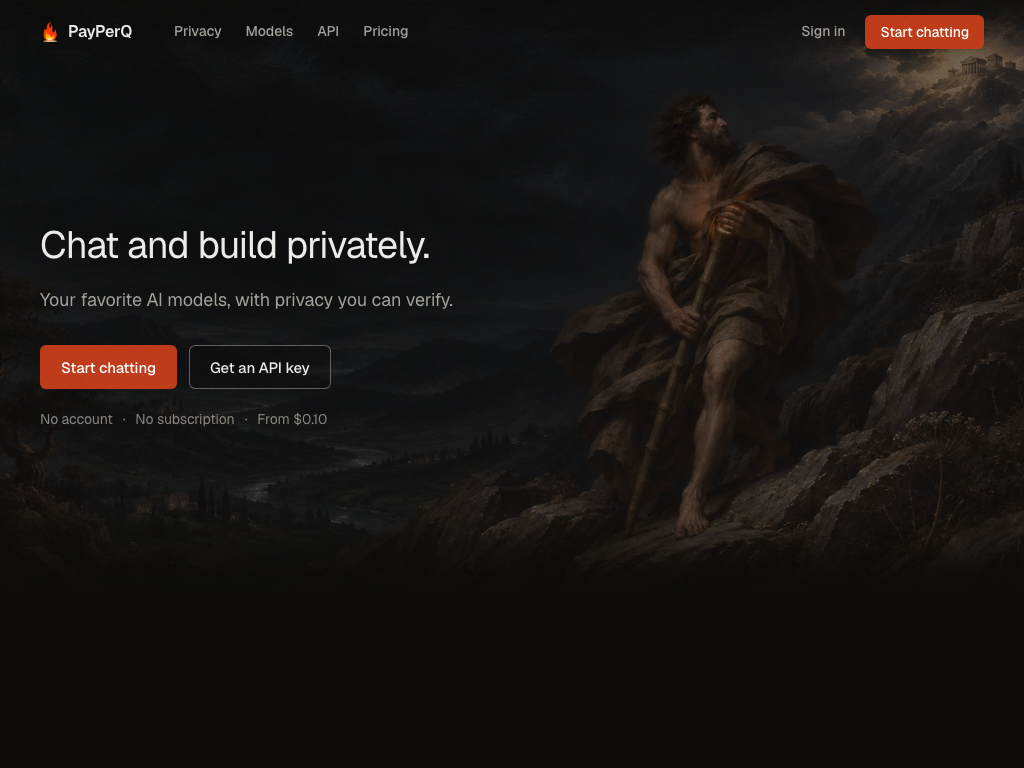 PayPerQ
Privacy
Models
API
Pricing
Sign in
Start chatting
Chat and build privately.
Your favorite AI models, with privacy you can verify.
Start chatting
Get an API key
No account · No subscription · From $0.10